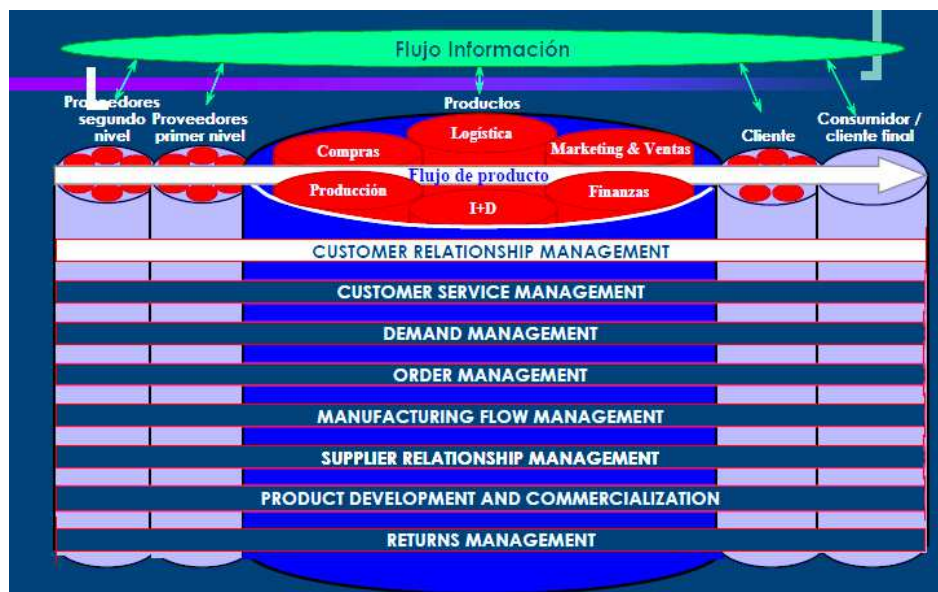 Flujo Información
Proveedores
segundo
nivel
Proveedores
primer nivel
Productos
Cliente
Consumidor /
cliente final
Logística
Compras
Marketing & Ventas
Flujo de producto
Producción
Finanzas
I+D
CUSTOMER RELATIONSHIP MANAGEMENT
CUSTOMER SERVICE MANAGEMENT
DEMAND MANAGEMENT
ORDER MANAGEMENT
MANUFACTURING FLOW MANAGEMENT
SUPPLIER RELATIONSHIP MANAGEMENT
PRODUCT DEVELOPMENT AND COMMERCIALIZATION
RETURNS MANAGEMENT